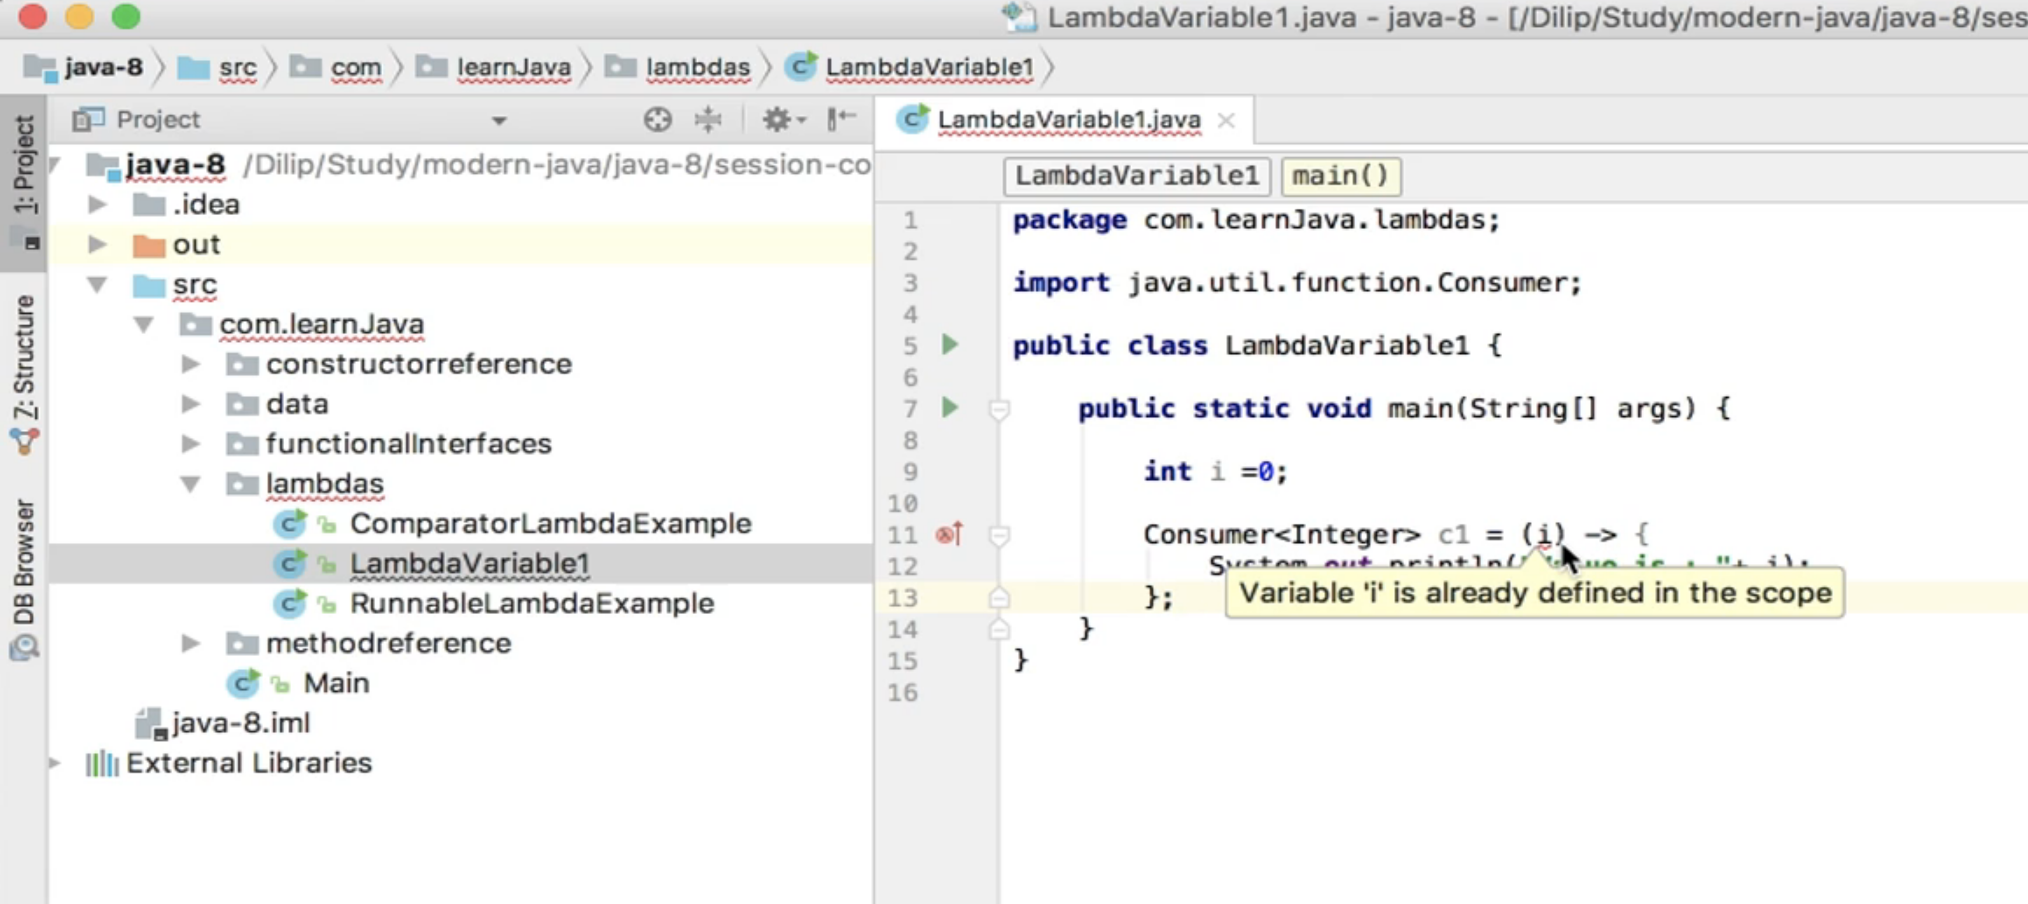 LambdaVariable1.java - java-8 - [/Dilip/Study/modern-java/java-8/ses
java-8 src com learnJava lambdas LambdaVariable1
1: Project
Z: Structure
DB Browser
Project
java-8 /Dilip/Study/modern-java/java-8/session-co
.idea
out
src
com.learnJava
constructorreference
data
functionalInterfaces
lambdas
ComparatorLambdaExample
LambdaVariable1
RunnableLambdaExample
methodreference
Main
java-8.iml
External Libraries
LambdaVariable1.java
LambdaVariable1 main()
1 package com.learnJava.lambdas;
2
3 import java.util.function.Consumer;
4
5 public class LambdaVariable1 {
6
7 public static void main(String[] args) {
8
9 int i =0;
10
11 Consumer<Integer> c1 = (i) -> {
12 System.out.println( is : "+ i);
Variable 'i' is already defined in the scope
13 };
14 }
15 }
16